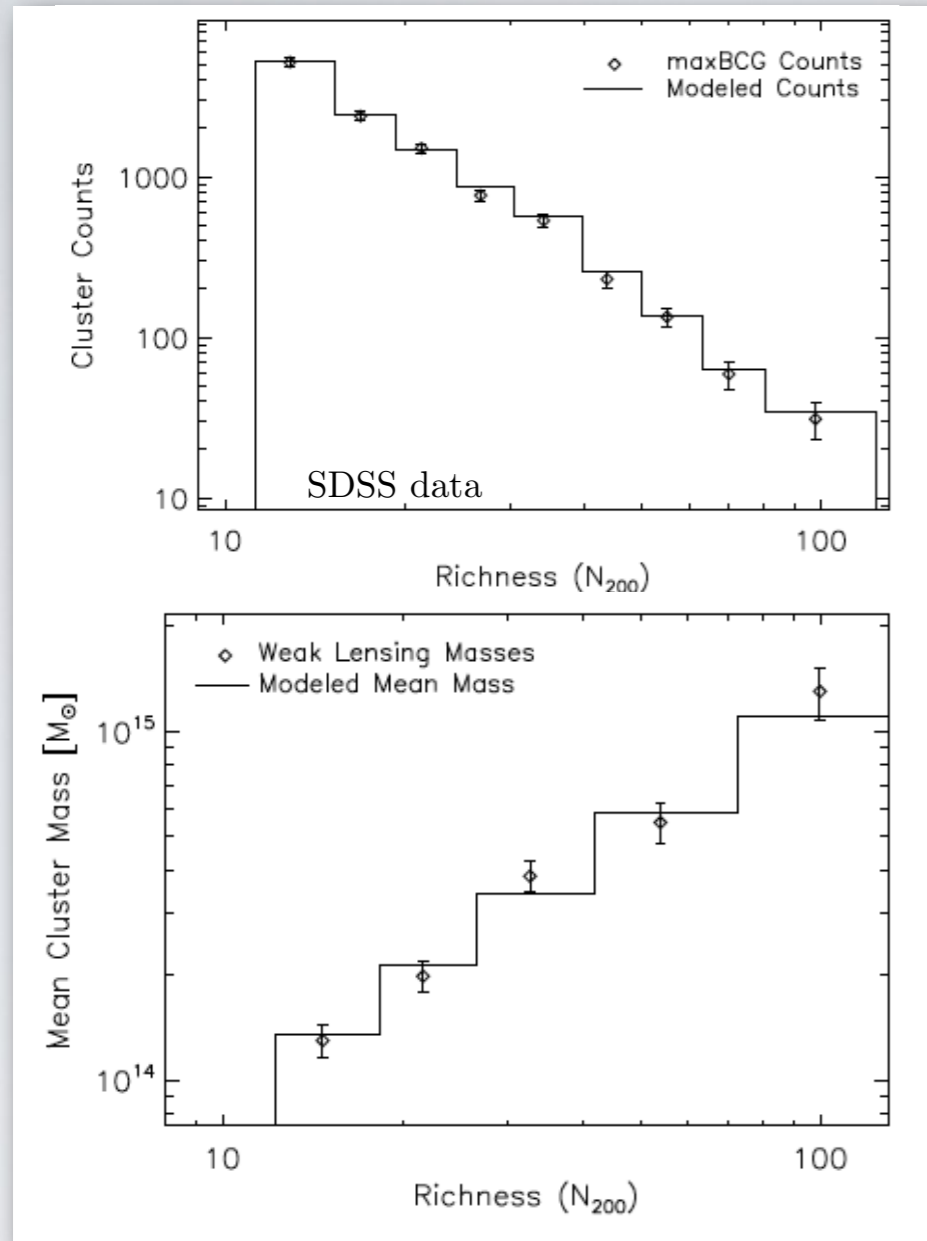 maxBCG Counts
Modeled Counts
Cluster Counts
1000
100
10
SDSS data
10
100
Richness (N200)
Weak Lensing Masses
Modeled Mean Mass
Mean Cluster Mass [M⊙]
10^15
10^14
10
100
Richness (N200)